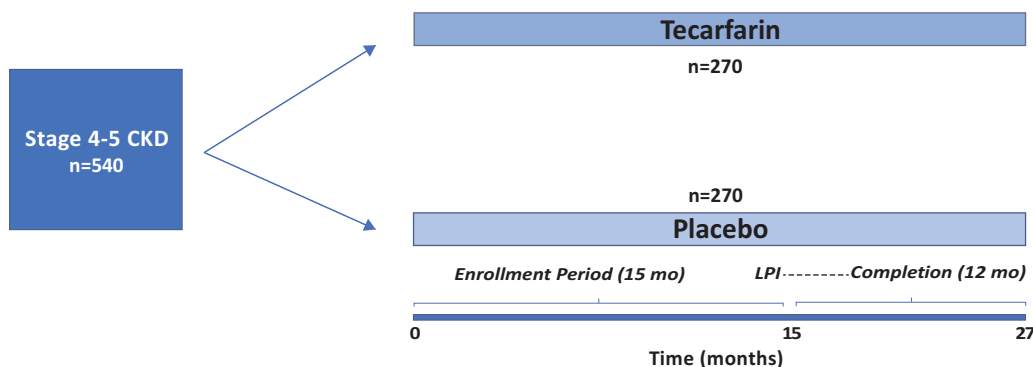 Tecarfarin
n=270
Stage 4-5 CKD
n=540
n=270
Placebo
Enrollment Period (15 mo)
LPI ---------- Completion (12 mo)
0
15
27
Time (months)